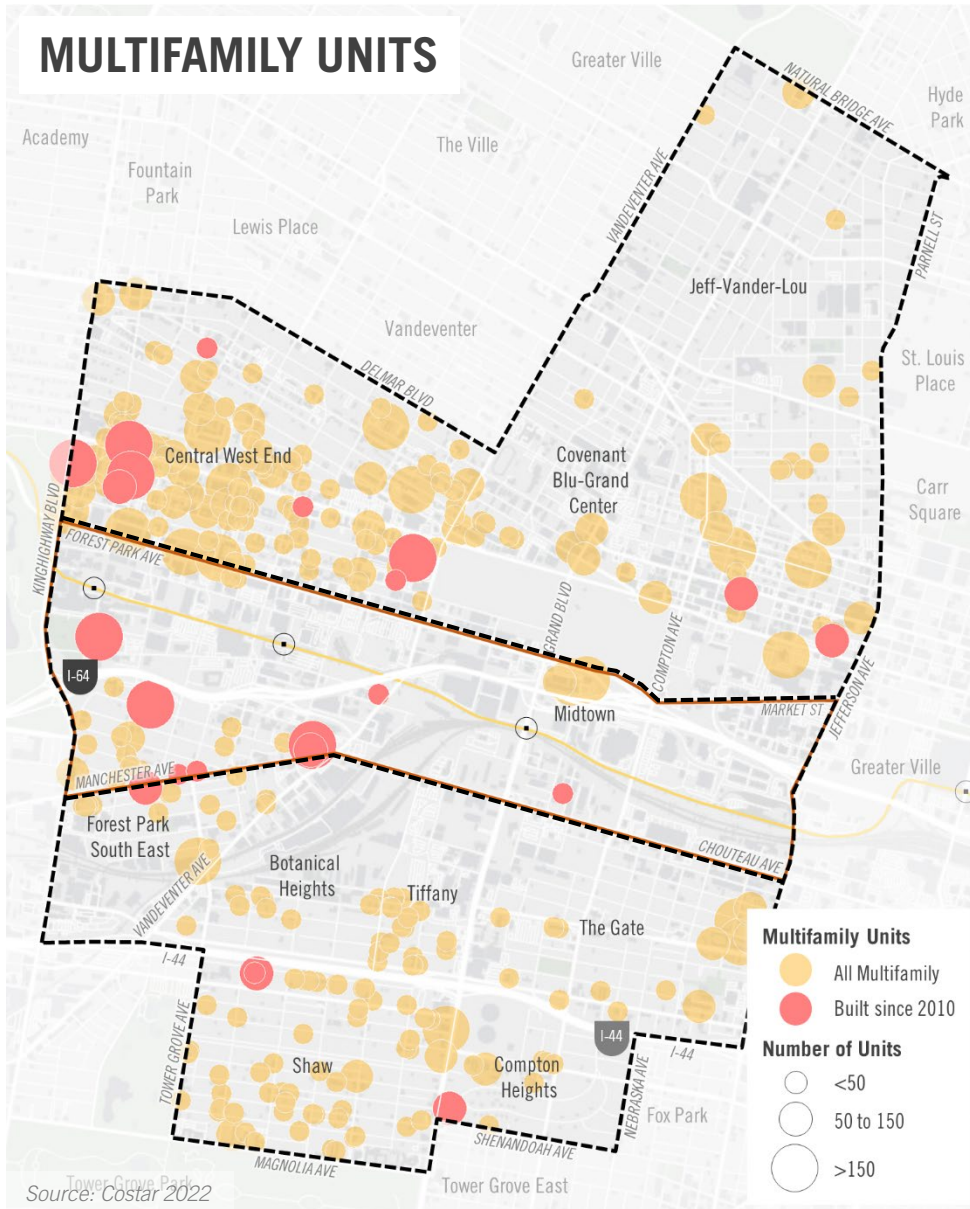 MULTIFAMILY UNITS
Greater Ville
NATURAL BRIDGE AVE
Hyde
Park
Academy
The Ville
Fountain
Park
VANDEVENTER AVE
Lewis Place
PARNELL ST
Jeff-Vander-Lou
Vandeventer
DELMAR BLVD
St. Louis
Place
Central West End
Covenant
Blu-Grand
Center
Carr
Square
KINGHIGHWAY BLVD
FOREST PARK AVE
GRAND BLVD
COMPTON AVE
I-64
Midtown
MARKET ST
JEFFERSON AVE
MANCHESTER AVE
Greater Ville
Forest Park
South East
CHOUTEAU AVE
Botanical
Heights
VANDEVENTER AVE
Tiffany
The Gate
I-44
Multifamily Units
All Multifamily
Built since 2010
Number of Units
<50
50 to 150
>150
I-44
I-44
TOWER GROVE AVE
Shaw
Compton
Heights
NEBRASKA AVE
Fox Park
SHENANDOAH AVE
MAGNOLIA AVE
Tower Grove Park
Tower Grove East
Source: Costar 2022